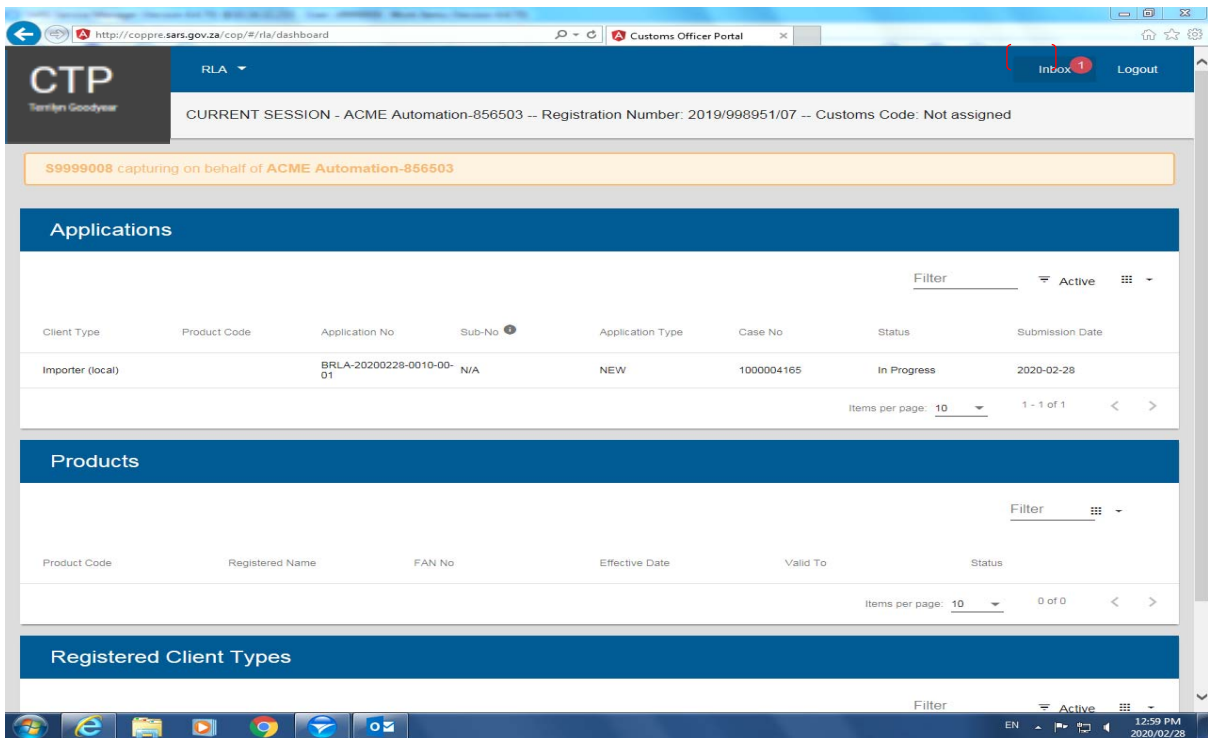 http://coppre.sars.gov.za/cop/#/rla/dashboard
Customs Officer Portal
CTP
Terrilyn Goodyear
RLA
Inbox 1
Logout
CURRENT SESSION - ACME Automation-856503 -- Registration Number: 2019/998951/07 -- Customs Code: Not assigned
S9999008 capturing on behalf of ACME Automation-856503
Applications
Filter Active
Client Type Product Code Application No Sub-No Application Type Case No Status Submission Date
Importer (local) BRLA-20200228-0010-00-01 N/A NEW 1000004165 In Progress 2020-02-28
Items per page: 10 1 - 1 of 1 < >
Products
Filter
Product Code Registered Name FAN No Effective Date Valid To Status
Items per page: 10 0 of 0 < >
Registered Client Types
Filter Active
EN 12:59 PM
2020/02/28